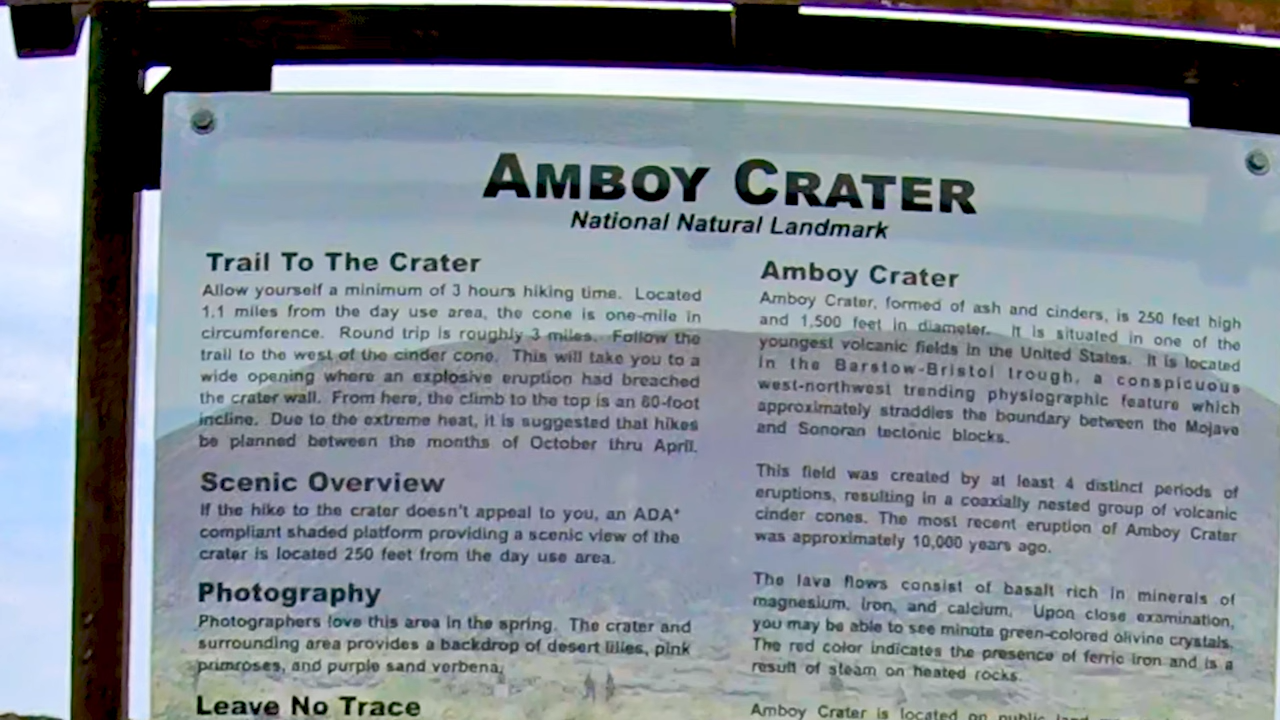 AMBOY CRATER
National Natural Landmark
Trail To The Crater
Allow yourself a minimum of 3 hours hiking time. Located
1.1 miles from the day use area, the cone is one-mile in
circumference. Round trip is roughly 3 miles. Follow the
trail to the west of the cinder cone. This will take you to a
wide opening where an explosive eruption had breached
the crater wall. From here, the climb to the top is an 80-foot
incline. Due to the extreme heat, it is suggested that hikes
be planned between the months of October thru April.
Scenic Overview
If the hike to the crater doesn't appeal to you, an ADA*
compliant shaded platform providing a scenic view of the
crater is located 250 feet from the day use area.
Photography
Photographers love this area in the spring. The crater and
surrounding area provides a backdrop of desert lilies, pink
primroses, and purple sand verbena.
Leave No Trace
Amboy Crater
Amboy Crater, formed of ash and cinders, is 250 feet high
and 1,500 feet in diameter. It is situated in one of the
youngest volcanic fields in the United States. It is located
in the Barstow-Bristol trough, a conspicuous
west-northwest trending physiographic feature which
approximately straddles the boundary between the Mojave
and Sonoran tectonic blocks.
This field was created by at least 4 distinct periods of
eruptions, resulting in a coaxially nested group of volcanic
cinder cones. The most recent eruption of Amboy Crater
was approximately 10,000 years ago.
The lava flows consist of basalt rich in minerals of
magnesium, iron, and calcium. Upon close examination,
you may be able to see minute green-colored olivine crystals.
The red color indicates the presence of ferric iron and is a
result of steam on heated rocks.
Amboy Crater is located on public land